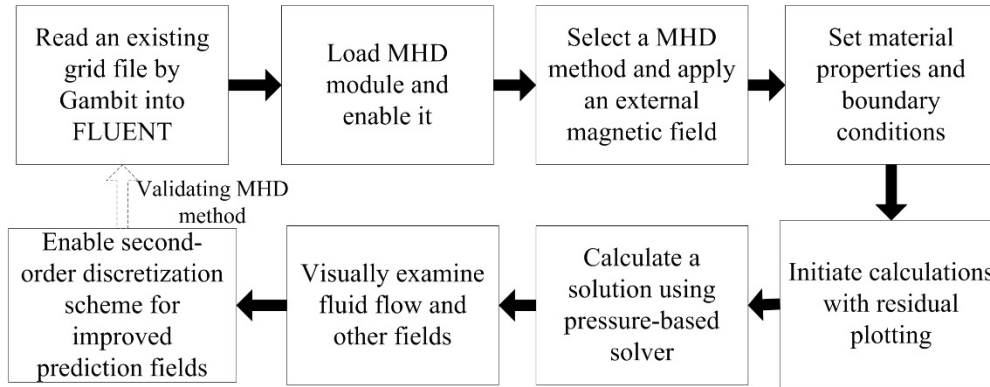 Read an existing
grid file by
Gambit into
FLUENT
Load MHD
module and
enable it
Select a MHD
method and apply
an external
magnetic field
Set material
properties and
boundary
conditions
Initiate calculations
with residual
plotting
Calculate a
solution using
pressure-based
solver
Visually examine
fluid flow and
other fields
Enable second-
order discretization
scheme for
improved
prediction fields
Validating MHD
method